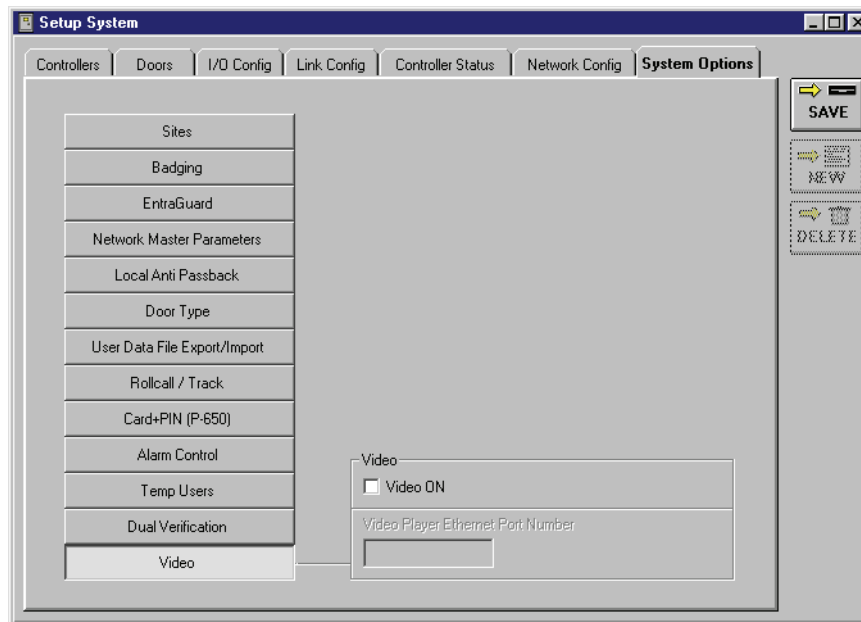 Setup System
Controllers
Doors
I/O Config
Link Config
Controller Status
Network Config
System Options
SAVE
NEW
DELETE
Sites
Badging
EntraGuard
Network Master Parameters
Local Anti Passback
Door Type
User Data File Export/Import
Rollcall / Track
Card+PIN (P-650)
Alarm Control
Temp Users
Dual Verification
Video
Video
Video ON
Video Player Ethernet Port Number